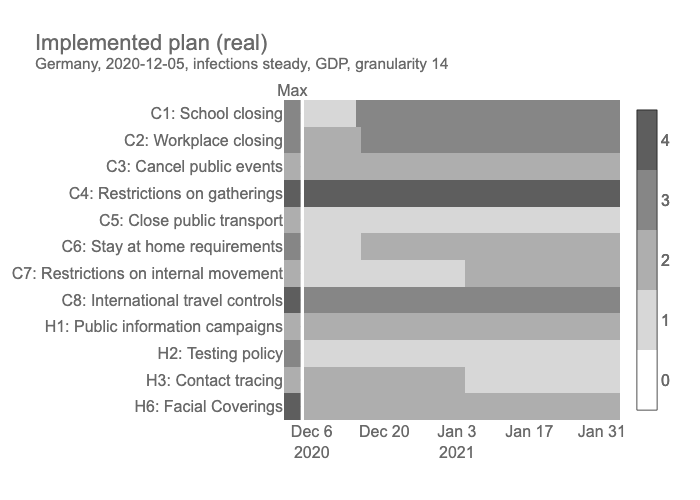 Implemented plan (real)
Germany, 2020-12-05, infections steady, GDP, granularity 14
Max
C1: School closing
C2: Workplace closing
C3: Cancel public events
C4: Restrictions on gatherings
C5: Close public transport
C6: Stay at home requirements
C7: Restrictions on internal movement
C8: International travel controls
H1: Public information campaigns
H2: Testing policy
H3: Contact tracing
H6: Facial Coverings
4
3
2
1
0
Dec 6 Dec 20 Jan 3 Jan 17 Jan 31
2020 2021